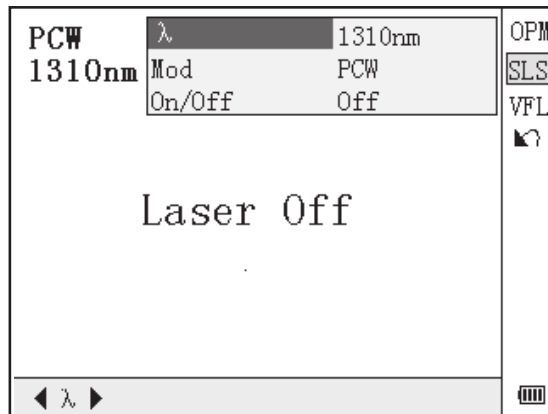 PCW
1310nm
λ 1310nm
Mod PCW
On/Off Off
Laser Off
OPM
SLS
VFL
◀ λ ▶